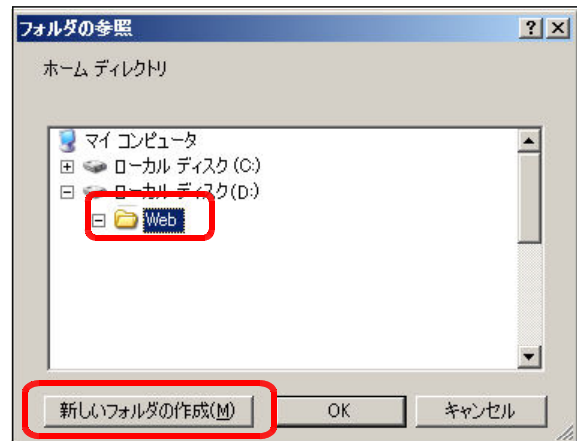 フォルダの参照
ホーム ディレクトリ
マイ コンピュータ
ローカル ディスク (C:)
ローカル ディスク(D:)
Web
新しいフォルダの作成(M) OK キャンセル